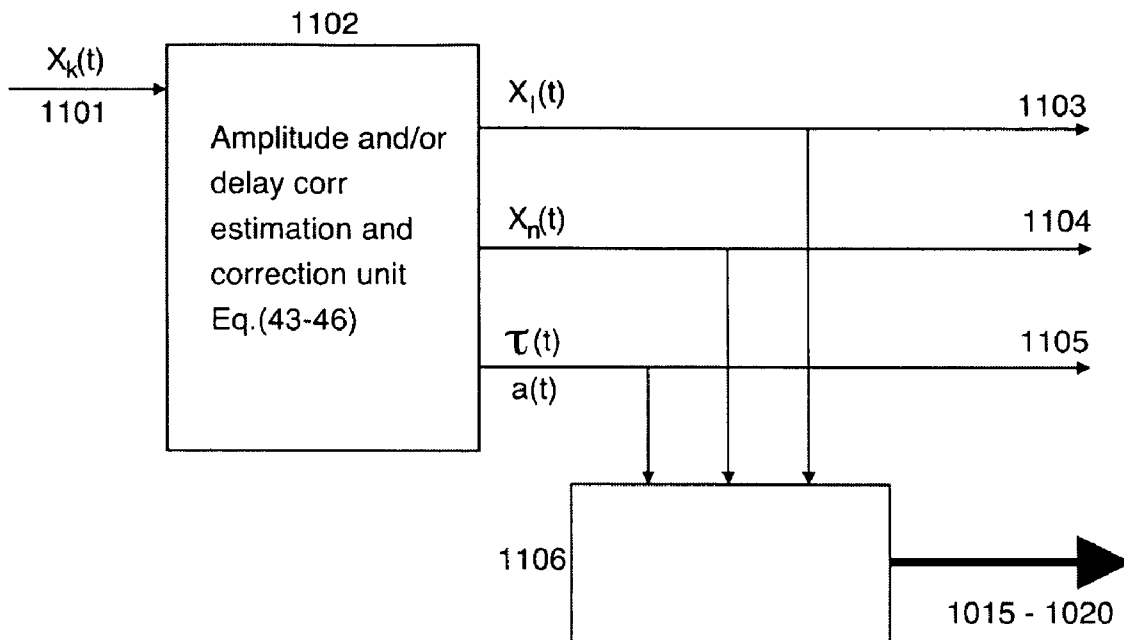 1102
Xk(t)
1101
Amplitude and/or
delay corr
estimation and
correction unit
Eq.(43-46)
Xl(t)
1103
Xn(t)
1104
τ(t)
a(t)
1105
1106
1015 - 1020